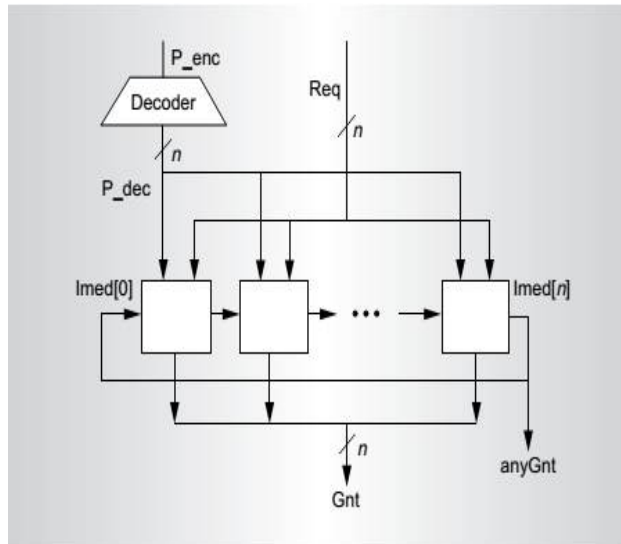 P_enc
Decoder
Req
n
n
P_dec
Imed[0]
Imed[n]
•••
n
anyGnt
Gnt